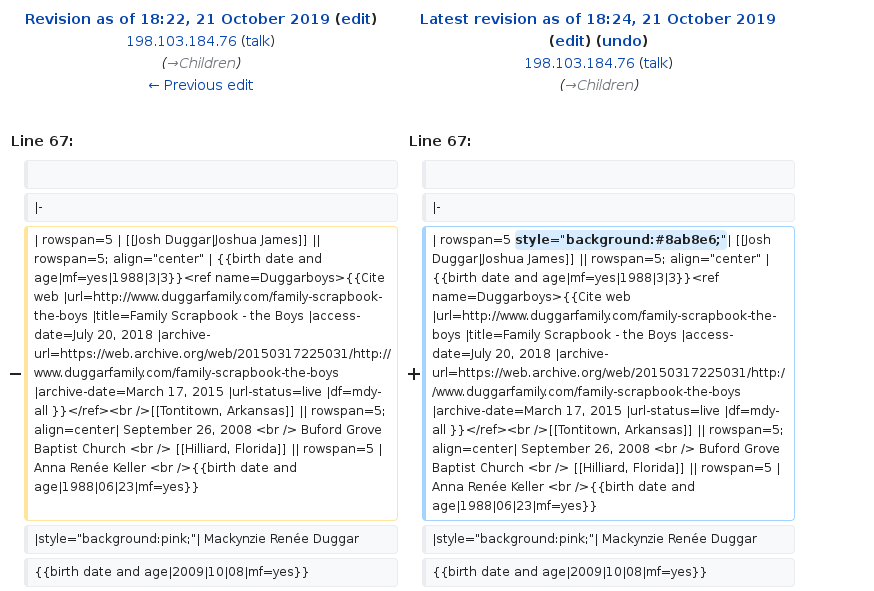 Revision as of 18:22, 21 October 2019 (edit)
198.103.184.76 (talk)
(→Children)
← Previous edit
Latest revision as of 18:24, 21 October 2019
(edit) (undo)
198.103.184.76 (talk)
(→Children)
Line 67:
Line 67:
|-
|-
−
| rowspan=5 | [[Josh Duggar|Joshua James]] ||
rowspan=5; align="center" | {{birth date and
age|mf=yes|1988|3|3}}<ref name=Duggarboys>{{Cite
web |url=http://www.duggarfamily.com/family-scrapbook-
the-boys |title=Family Scrapbook - the Boys |access-
date=July 20, 2018 |archive-
url=https://web.archive.org/web/20150317225031/http://
www.duggarfamily.com/family-scrapbook-the-boys
|archive-date=March 17, 2015 |url-status=live |df=mdy-
all }}</ref><br />[[Tontitown, Arkansas]] || rowspan=5;
align=center| September 26, 2008 <br /> Buford Grove
Baptist Church <br /> [[Hilliard, Florida]] || rowspan=5 |
Anna Renée Keller <br />{{birth date and
age|1988|06|23|mf=yes}}
+
| rowspan=5 style="background:#8ab8e6;"| [[Josh
Duggar|Joshua James]] || rowspan=5; align="center" |
{{birth date and age|mf=yes|1988|3|3}}<ref
name=Duggarboys>{{Cite web
|url=http://www.duggarfamily.com/family-scrapbook-the-
boys |title=Family Scrapbook - the Boys |access-
date=July 20, 2018 |archive-
url=https://web.archive.org/web/20150317225031/http:/
/www.duggarfamily.com/family-scrapbook-the-boys
|archive-date=March 17, 2015 |url-status=live |df=mdy-
all }}</ref><br />[[Tontitown, Arkansas]] || rowspan=5;
align=center| September 26, 2008 <br /> Buford Grove
Baptist Church <br /> [[Hilliard, Florida]] || rowspan=5 |
Anna Renée Keller <br />{{birth date and
age|1988|06|23|mf=yes}}
|style="background:pink;"| Mackynzie Renée Duggar
|style="background:pink;"| Mackynzie Renée Duggar
{{birth date and age|2009|10|08|mf=yes}}
{{birth date and age|2009|10|08|mf=yes}}